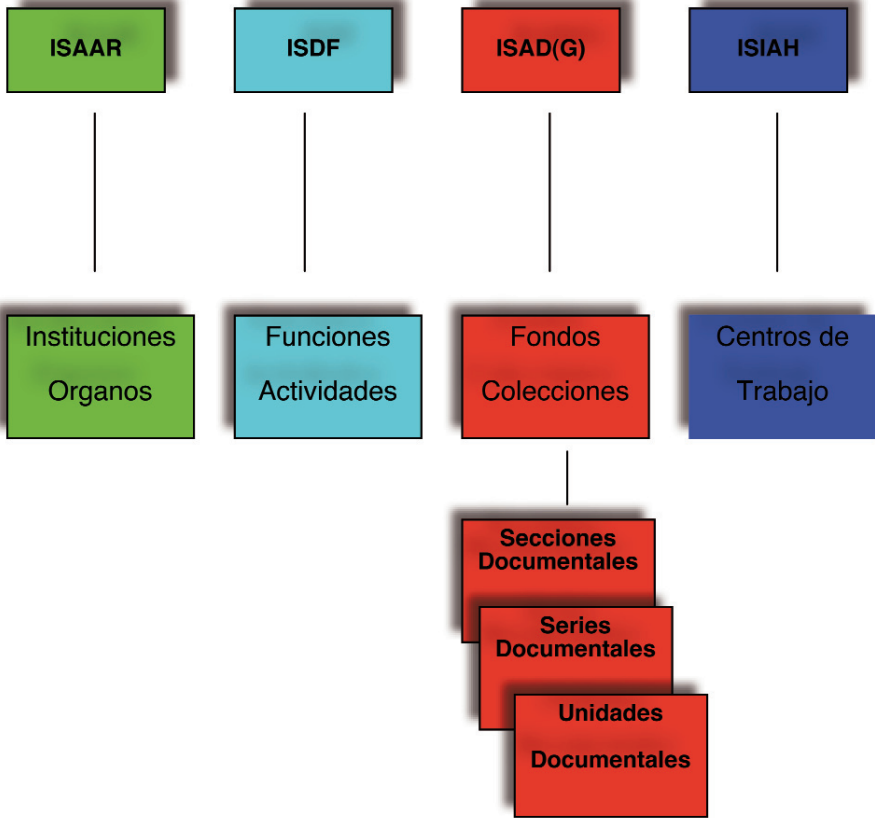 ISAAR
ISDF
ISAD(G)
ISIAH
Instituciones
Organos
Funciones
Actividades
Fondos
Colecciones
Centros de
Trabajo
Secciones
Documentales
Series
Documentales
Unidades
Documentales